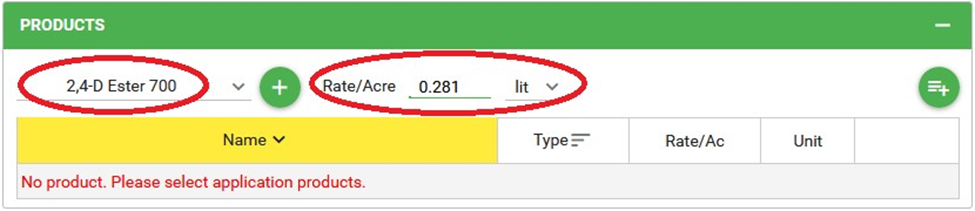 PRODUCTS
2,4-D Ester 700 Rate/Acre 0.281 lit
Name Type Rate/Ac Unit
No product. Please select application products.